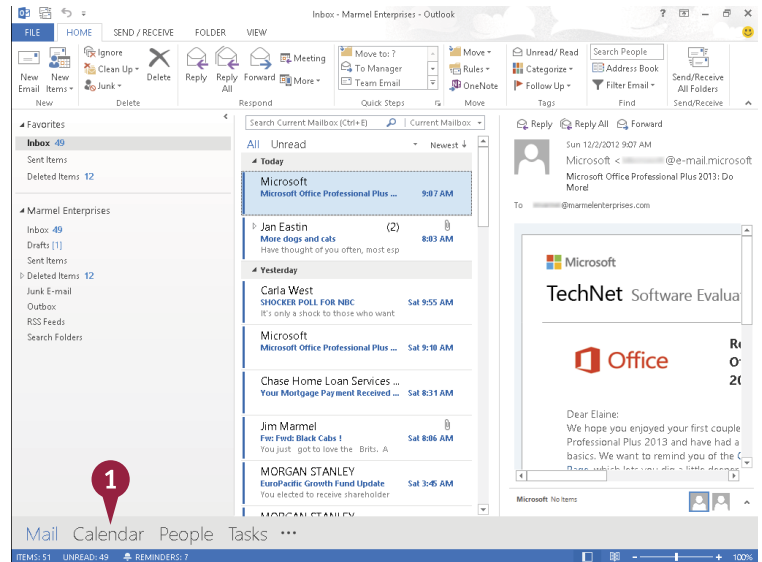 Inbox - Marmel Enterprises - Outlook
FILE HOME SEND / RECEIVE FOLDER VIEW
New Email
New Items
New
Ignore
Clean Up
Junk
Delete
Delete
Reply
Reply All
Forward
Meeting
More
Respond
Move to: ?
To Manager
Team Email
Quick Steps
Move
Rules
OneNote
Move
Unread/ Read
Categorize
Follow Up
Tags
Search People
Address Book
Filter Email
Find
Send/Receive All Folders
Send/Receive
Favorites
Inbox 49
Sent Items
Deleted Items 12
Marmel Enterprises
Inbox 49
Drafts [1]
Sent Items
Deleted Items 12
Junk E-mail
Outbox
RSS Feeds
Search Folders
Search Current Mailbox (Ctrl+E) Current Mailbox
All Unread Newest ↓
Today
Microsoft
Microsoft Office Professional Plus ... 9:07 AM
Jan Eastin (2)
More dogs and cats 8:03 AM
Have thought of you often, most esp
Yesterday
Carla West
SHOCKER POLL FOR NBC Sat 9:55 AM
It's only a shock to those who want
Microsoft
Microsoft Office Professional Plus ... Sat 9:10 AM
Chase Home Loan Services ...
Your Mortgage Payment Received ... Sat 8:31 AM
Jim Marmel
Fw: Fwd: Black Cabs ! Sat 8:06 AM
You just got to love the Brits. A
MORGAN STANLEY
EuroPacific Growth Fund Update Sat 3:45 AM
You elected to receive shareholder
MORGAN STANLEY
Reply Reply All Forward
Sun 12/2/2012 9:07 AM
Microsoft < @e-mail.microsoft
Microsoft Office Professional Plus 2013: Do
More!
To @marmelenterprises.com
Microsoft
TechNet Software Evalua
Office
Re
O
20
Dear Elaine:
We hope you enjoyed your first couple
Professional Plus 2013 and have had a
basics. We want to remind you of the
Page, which lets you dig a little deeper
Microsoft No Items
1
Mail Calendar People Tasks •••
ITEMS: 51 UNREAD: 49 REMINDERS: 7 100%